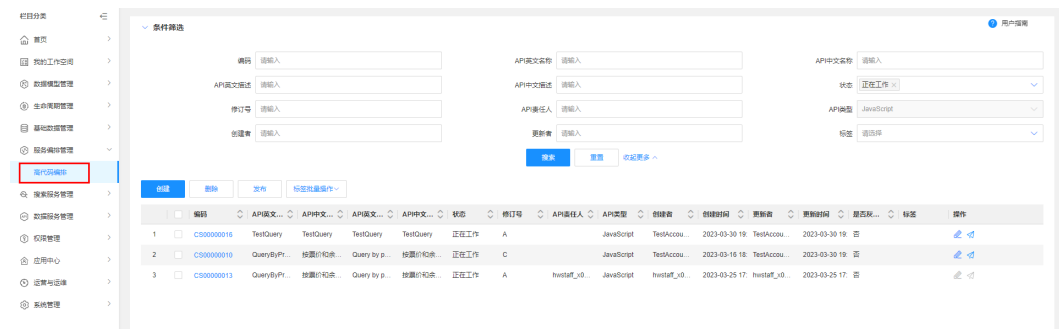 栏目分类
首页
我的工作空间
数据模型管理
生命周期管理
基础数据管理
服务编排管理
高代码编排
搜索服务管理
数据服务管理
权限管理
应用中心
运营与运维
系统管理
条件筛选
用户指南
编码 请输入 API英文名称 请输入 API中文名称 请输入
API英文描述 请输入 API中文描述 请输入 状态 正在工作 ×
修订号 请输入 API责任人 请输入 API类型 JavaScript
创建者 请输入 更新者 请输入 标签 请选择
搜索 重置 收起更多
创建 删除 发布 标签批量操作
编码 API英文... API中文... API英文... API中文... 状态 修订号 API责任人 API类型 创建者 创建时间 更新者 更新时间 是否灰... 标签 操作
1 CS00000016 TestQuery TestQuery TestQuery TestQuery 正在工作 A JavaScript TestAccou... 2023-03-30 19: TestAccou... 2023-03-30 19: 否
2 CS00000010 QueryByPr... 按票价和余... Query by p... 按票价和余... 正在工作 C JavaScript TestAccou... 2023-03-16 18: TestAccou... 2023-03-30 19: 否
3 CS00000013 QueryByPr... 按票价和余... Query by p... 按票价和余... 正在工作 A hwstaff_x0... JavaScript hwstaff_x0... 2023-03-25 17: hwstaff_x0... 2023-03-25 17: 否